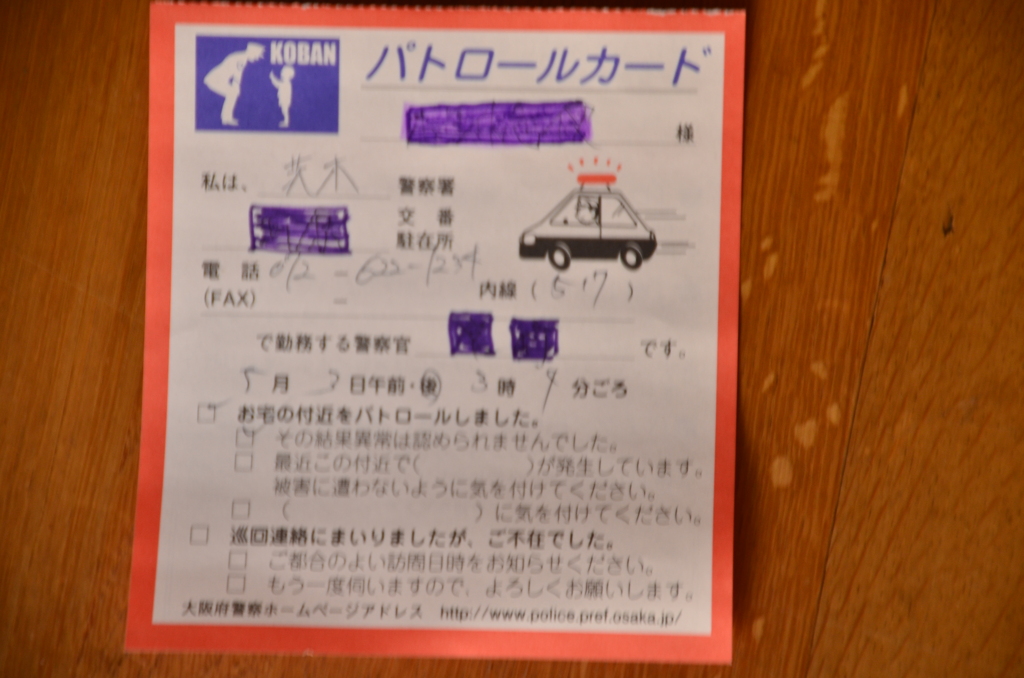 KOBAN
パトロールカード
様
私は、茨木 警察署
交 番
駐在所
電 話 072 - 622-1234
(FAX) - 内線 ( 517 )
で勤務する警察官 です。
5月 日午前・後 3時 分ごろ
お宅の付近をパトロールしました。
その結果異常は認められませんでした。
最近この付近で( )が発生しています。
被害に遭わないように気を付けてください。
( )に気を付けてください。
巡回連絡にまいりましたが、ご不在でした。
ご都合のよい訪問日時をお知らせください。
もう一度伺いますので、よろしくお願いします。
大阪府警察ホームページアドレス http://www.police.pref.osaka.jp/